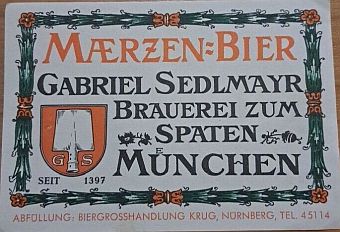 MÆRZEN=BIER
GABRIEL SEDLMAYR
BRAUEREI ZUM
SPATEN
MÜNCHEN
G S
SEIT 1397
ABFÜLLUNG: BIERGROSSHANDLUNG KRUG, NÜRNBERG, TEL. 45114